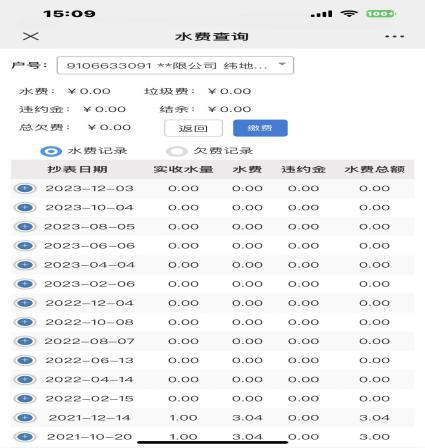 15:09
100+
水费查询
户号: 9106633091 **限公司 纬地...
水费: ￥0.00 垃圾费: ￥0.00
违约金: ￥0.00 结余: ￥0.00
总欠费: ￥0.00 返回 缴费
水费记录 欠费记录
抄表日期 实收水量 水费 违约金 水费总额
2023-12-03 0.00 0.00 0.00 0.00
2023-10-04 0.00 0.00 0.00 0.00
2023-08-05 0.00 0.00 0.00 0.00
2023-06-06 0.00 0.00 0.00 0.00
2023-04-04 0.00 0.00 0.00 0.00
2023-02-06 0.00 0.00 0.00 0.00
2022-12-04 0.00 0.00 0.00 0.00
2022-10-08 0.00 0.00 0.00 0.00
2022-08-07 0.00 0.00 0.00 0.00
2022-06-13 0.00 0.00 0.00 0.00
2022-04-14 0.00 0.00 0.00 0.00
2022-02-15 0.00 0.00 0.00 0.00
2021-12-14 1.00 3.04 0.00 3.04
2021-10-20 1.00 3.04 0.00 3.00